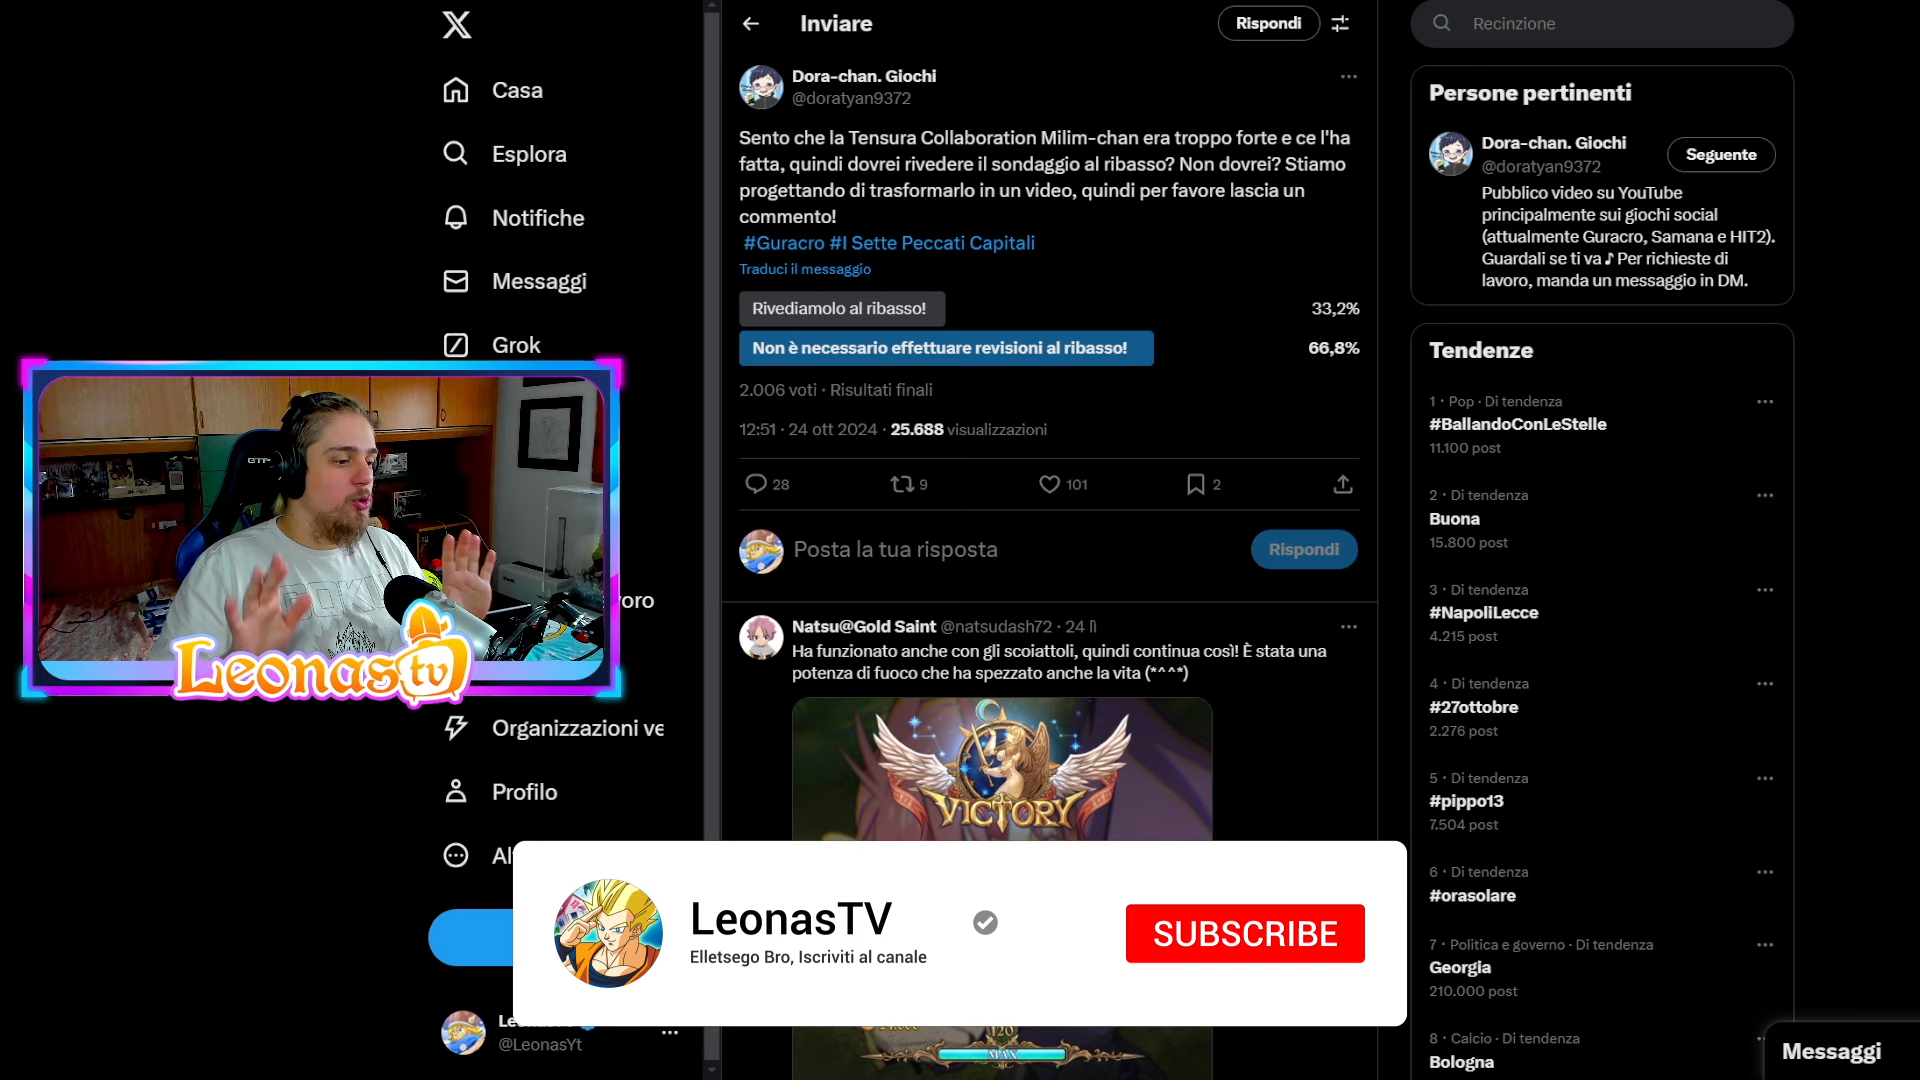 Casa
Esplora
Notifiche
Messaggi
Grok
voro
Organizzazioni ve
Profilo
@LeonasYt
GTP
GOKU
Leonas tv
Inviare
Rispondi
Dora-chan. Giochi
@doratyan9372
Sento che la Tensura Collaboration Milim-chan era troppo forte e ce l'ha
fatta, quindi dovrei rivedere il sondaggio al ribasso? Non dovrei? Stiamo
progettando di trasformarlo in un video, quindi per favore lascia un
commento!
#Guracro #I Sette Peccati Capitali
Traduci il messaggio
Rivediamolo al ribasso! 33,2%
Non è necessario effettuare revisioni al ribasso! 66,8%
2.006 voti · Risultati finali
12:51 · 24 ott 2024 · 25.688 visualizzazioni
28 9 101 2
Posta la tua risposta
Rispondi
Natsu@Gold Saint @natsudash72 · 24
Ha funzionato anche con gli scoiattoli, quindi continua così! È stata una
potenza di fuoco che ha spezzato anche la vita (*^^*)
VICTORY
LeonasTV
Elletsego Bro, Iscriviti al canale
SUBSCRIBE
120
MAX
Recinzione
Persone pertinenti
Dora-chan. Giochi
@doratyan9372
Seguente
Pubblico video su YouTube
principalmente sui giochi social
(attualmente Guracro, Samana e HIT2).
Guardali se ti va♪ Per richieste di
lavoro, manda un messaggio in DM.
Tendenze
1 · Pop · Di tendenza
#BallandoConLeStelle
11.100 post
2 · Di tendenza
Buona
15.800 post
3 · Di tendenza
#NapoliLecce
4.215 post
4 · Di tendenza
#27ottobre
2.276 post
5 · Di tendenza
#pippo13
7.504 post
6 · Di tendenza
#orasolare
7 · Politica e governo · Di tendenza
Georgia
210.000 post
8 · Calcio · Di tendenza
Bologna
Messaggi